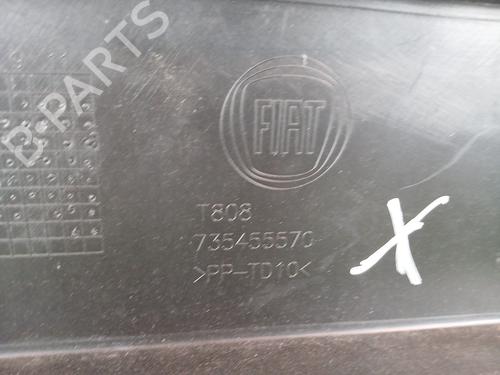 B-PARTS
FIAT
T808
735455570
>PP-TD10<
X